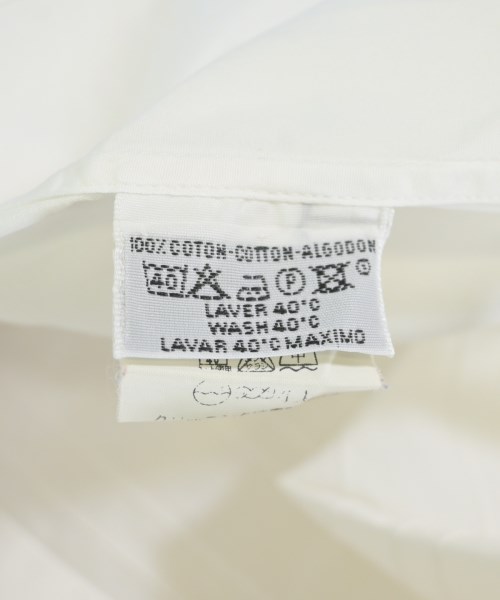 100% COTON-COTTON-ALGODON
40 P
LAVER 40°C
WASH 40°C
LAVAR 40°C MAXIMO